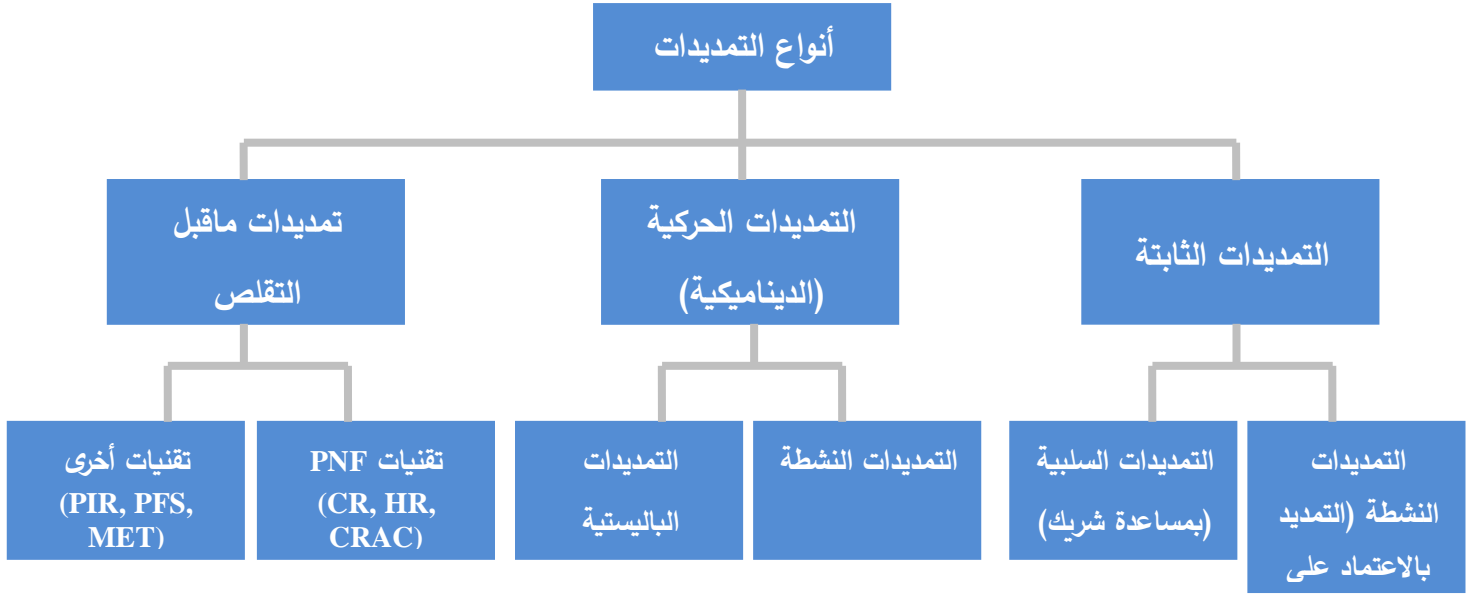 أنواع التمديدات
التمديدات الثابتة
التمديدات الحركية
(الديناميكية)
تمديدات ماقبل
التقلص
التمديدات
النشطة (التمديد
بالاعتماد على
التمديدات السلبية
(بمساعدة شريك)
التمديدات النشطة
التمديدات
الباليستية
تقنيات PNF
(CR, HR,
CRAC)
تقنيات أخرى
(PIR, PFS,
MET)